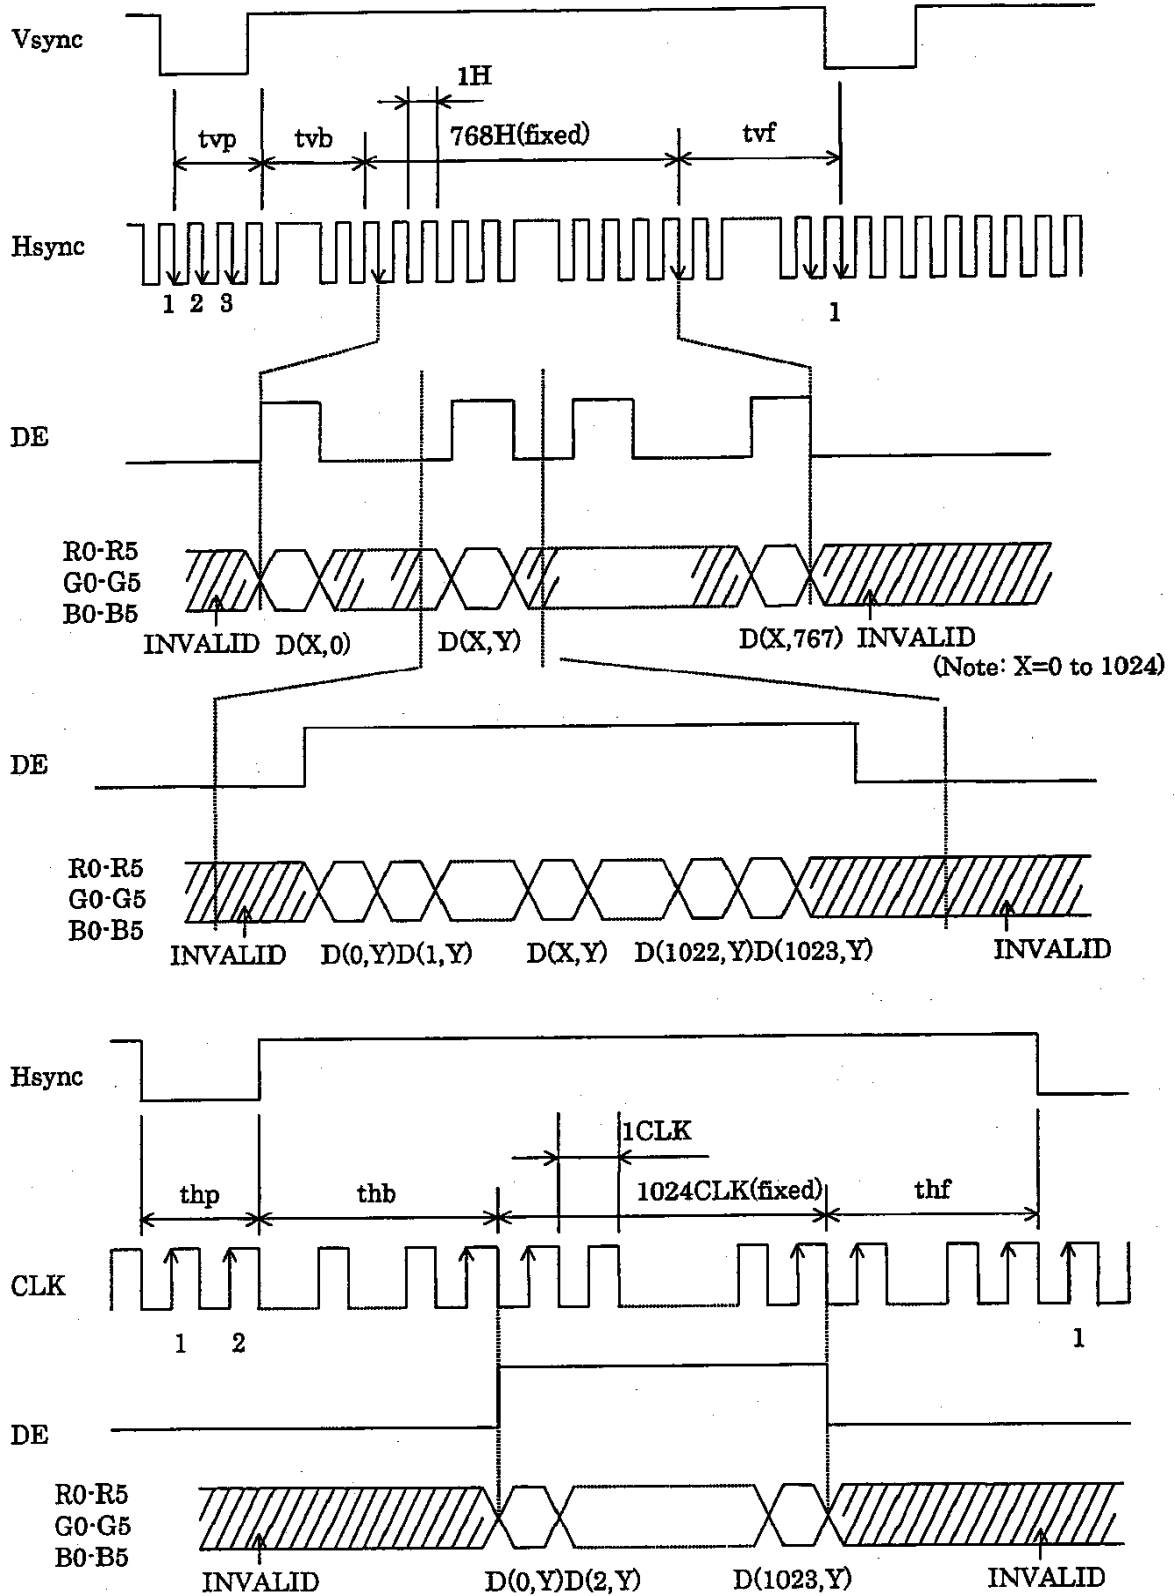 Vsync
1H
tvp
tvb
768H(fixed)
tvf
Hsync
1 2 3
1
DE
R0-R5
G0-G5
B0-B5
INVALID D(X,0) D(X,Y) D(X,767) INVALID
(Note: X=0 to 1024)
DE
R0-R5
G0-G5
B0-B5
INVALID D(0,Y)D(1,Y) D(X,Y) D(1022,Y)D(1023,Y) INVALID
Hsync
1CLK
thp
thb
1024CLK(fixed)
thf
CLK
1 2
1
DE
R0-R5
G0-G5
B0-B5
INVALID D(0,Y)D(2,Y) D(1023,Y) INVALID